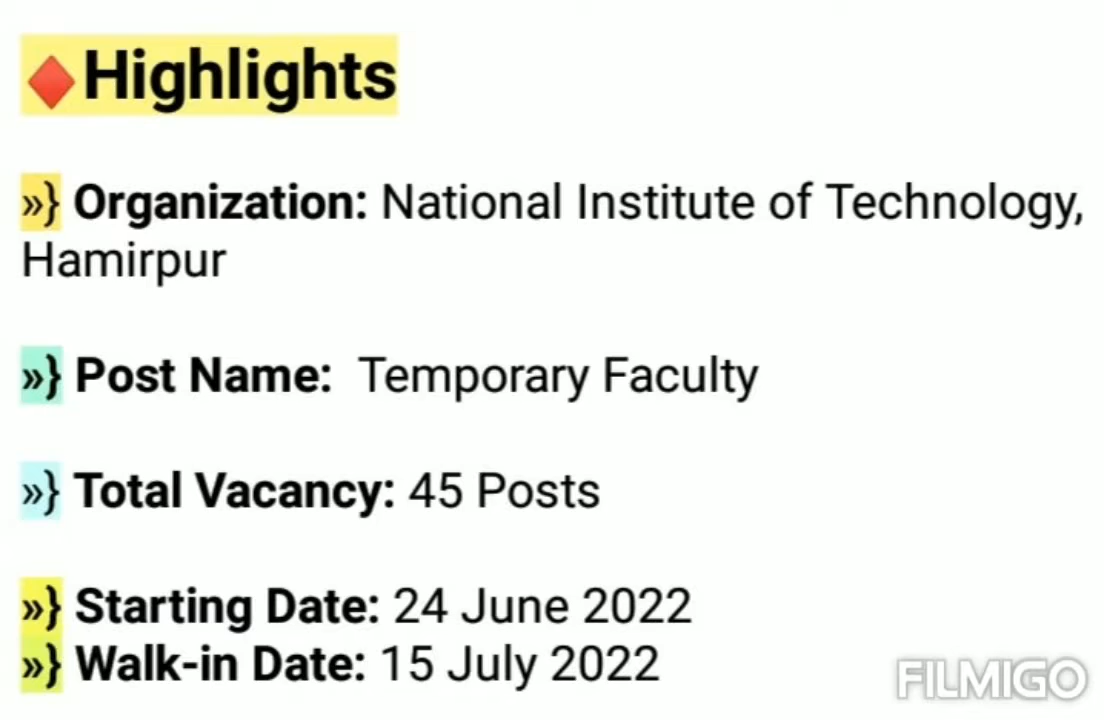 ♦Highlights
»} Organization: National Institute of Technology,
Hamirpur
»} Post Name: Temporary Faculty
»} Total Vacancy: 45 Posts
»} Starting Date: 24 June 2022
»} Walk-in Date: 15 July 2022
FILMIGO